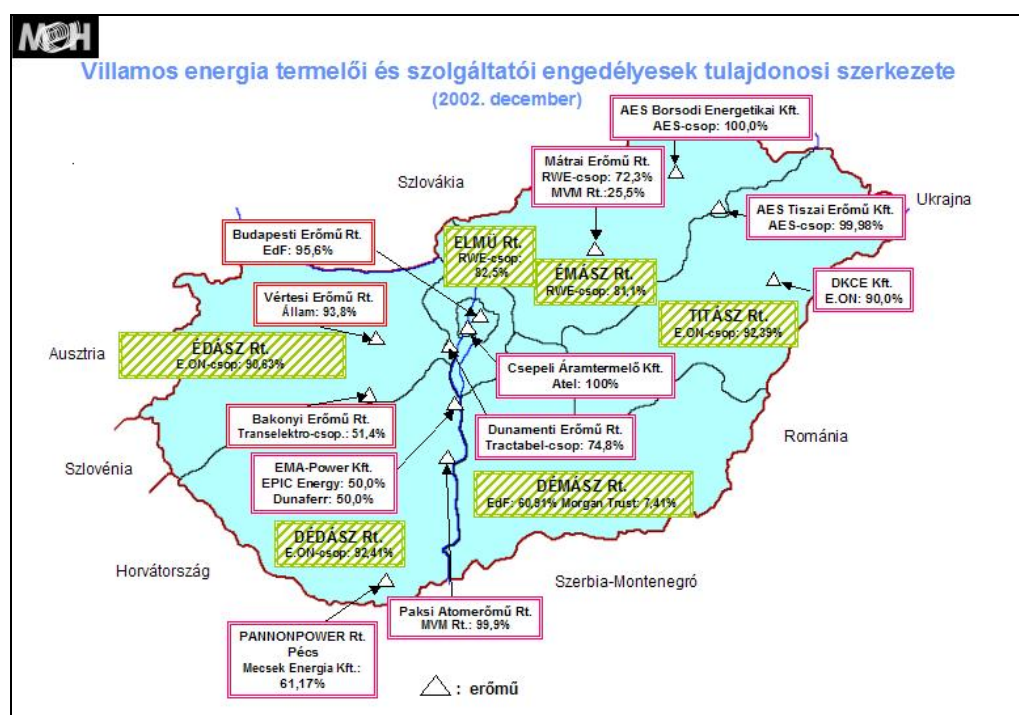 MEH
Villamos energia termelői és szolgáltatói engedélyesek tulajdonosi szerkezete
(2002. december)
AES Borsodi Energetikai Kft.
AES-csop: 100,0%
Mátrai Erőmű Rt.
RWE-csop: 72,3%
MVM Rt.:25,5%
Szlovákia
Ukrajna
AES Tiszai Erőmű Kft.
AES-csop: 99,98%
Budapesti Erőmű Rt.
EdF: 95,6%
ELMŰ Rt.
RWE-csop:
82,5%
ÉMÁSZ Rt.
RWE-csop: 81,1%
DKCE Kft.
E.ON: 90,0%
Vértesi Erőmű Rt.
Állam: 93,8%
TITÁSZ Rt.
E.ON-csop: 92,39%
Ausztria
ÉDÁSZ Rt.
E.ON-csop: 90,63%
Csepeli Áramtermelő Kft.
Atel: 100%
Bakonyi Erőmű Rt.
Transelektro-csop.: 51,4%
Dunamenti Erőmű Rt.
Tractabel-csop: 74,8%
Románia
Szlovénia
EMA-Power Kft.
EPIC Energy: 50,0%
Dunaferr: 50,0%
DÉMÁSZ Rt.
EdF: 60,91% Morgan Trust: 7,41%
DÉDÁSZ Rt.
E.ON-csop: 92,41%
Horvátország
Szerbia-Montenegró
Paksi Atomerőmű Rt.
MVM Rt.: 99,9%
PANNONPOWER Rt.
Pécs
Mecsek Energia Kft.:
61,17%
: erőmű